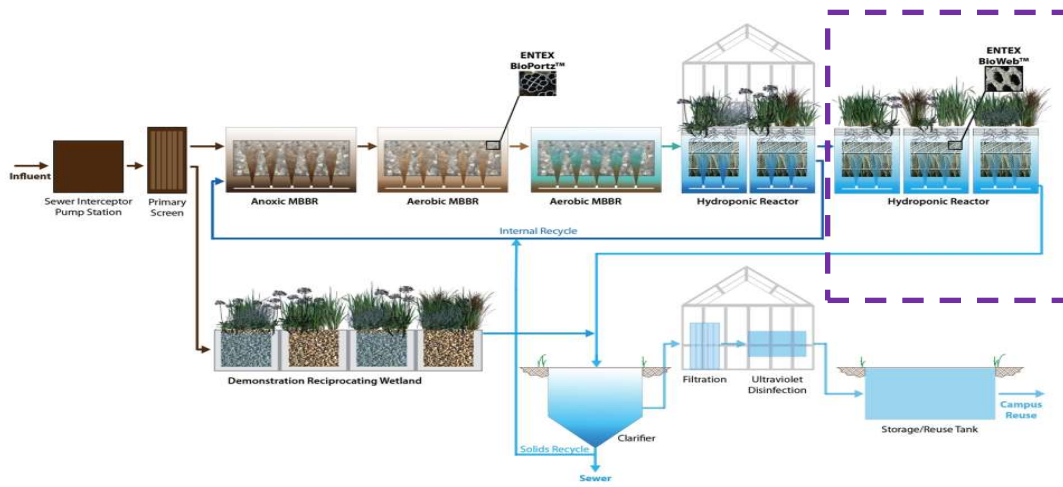 ENTEX
BioPortz™
ENTEX
BioWeb™
Influent
Sewer Interceptor
Pump Station
Primary
Screen
Anoxic MBBR
Aerobic MBBR
Aerobic MBBR
Hydroponic Reactor
Hydroponic Reactor
Internal Recycle
Demonstration Reciprocating Wetland
Filtration
Ultraviolet
Disinfection
Campus
Reuse
Storage/Reuse Tank
Clarifier
Solids Recycle
Sewer